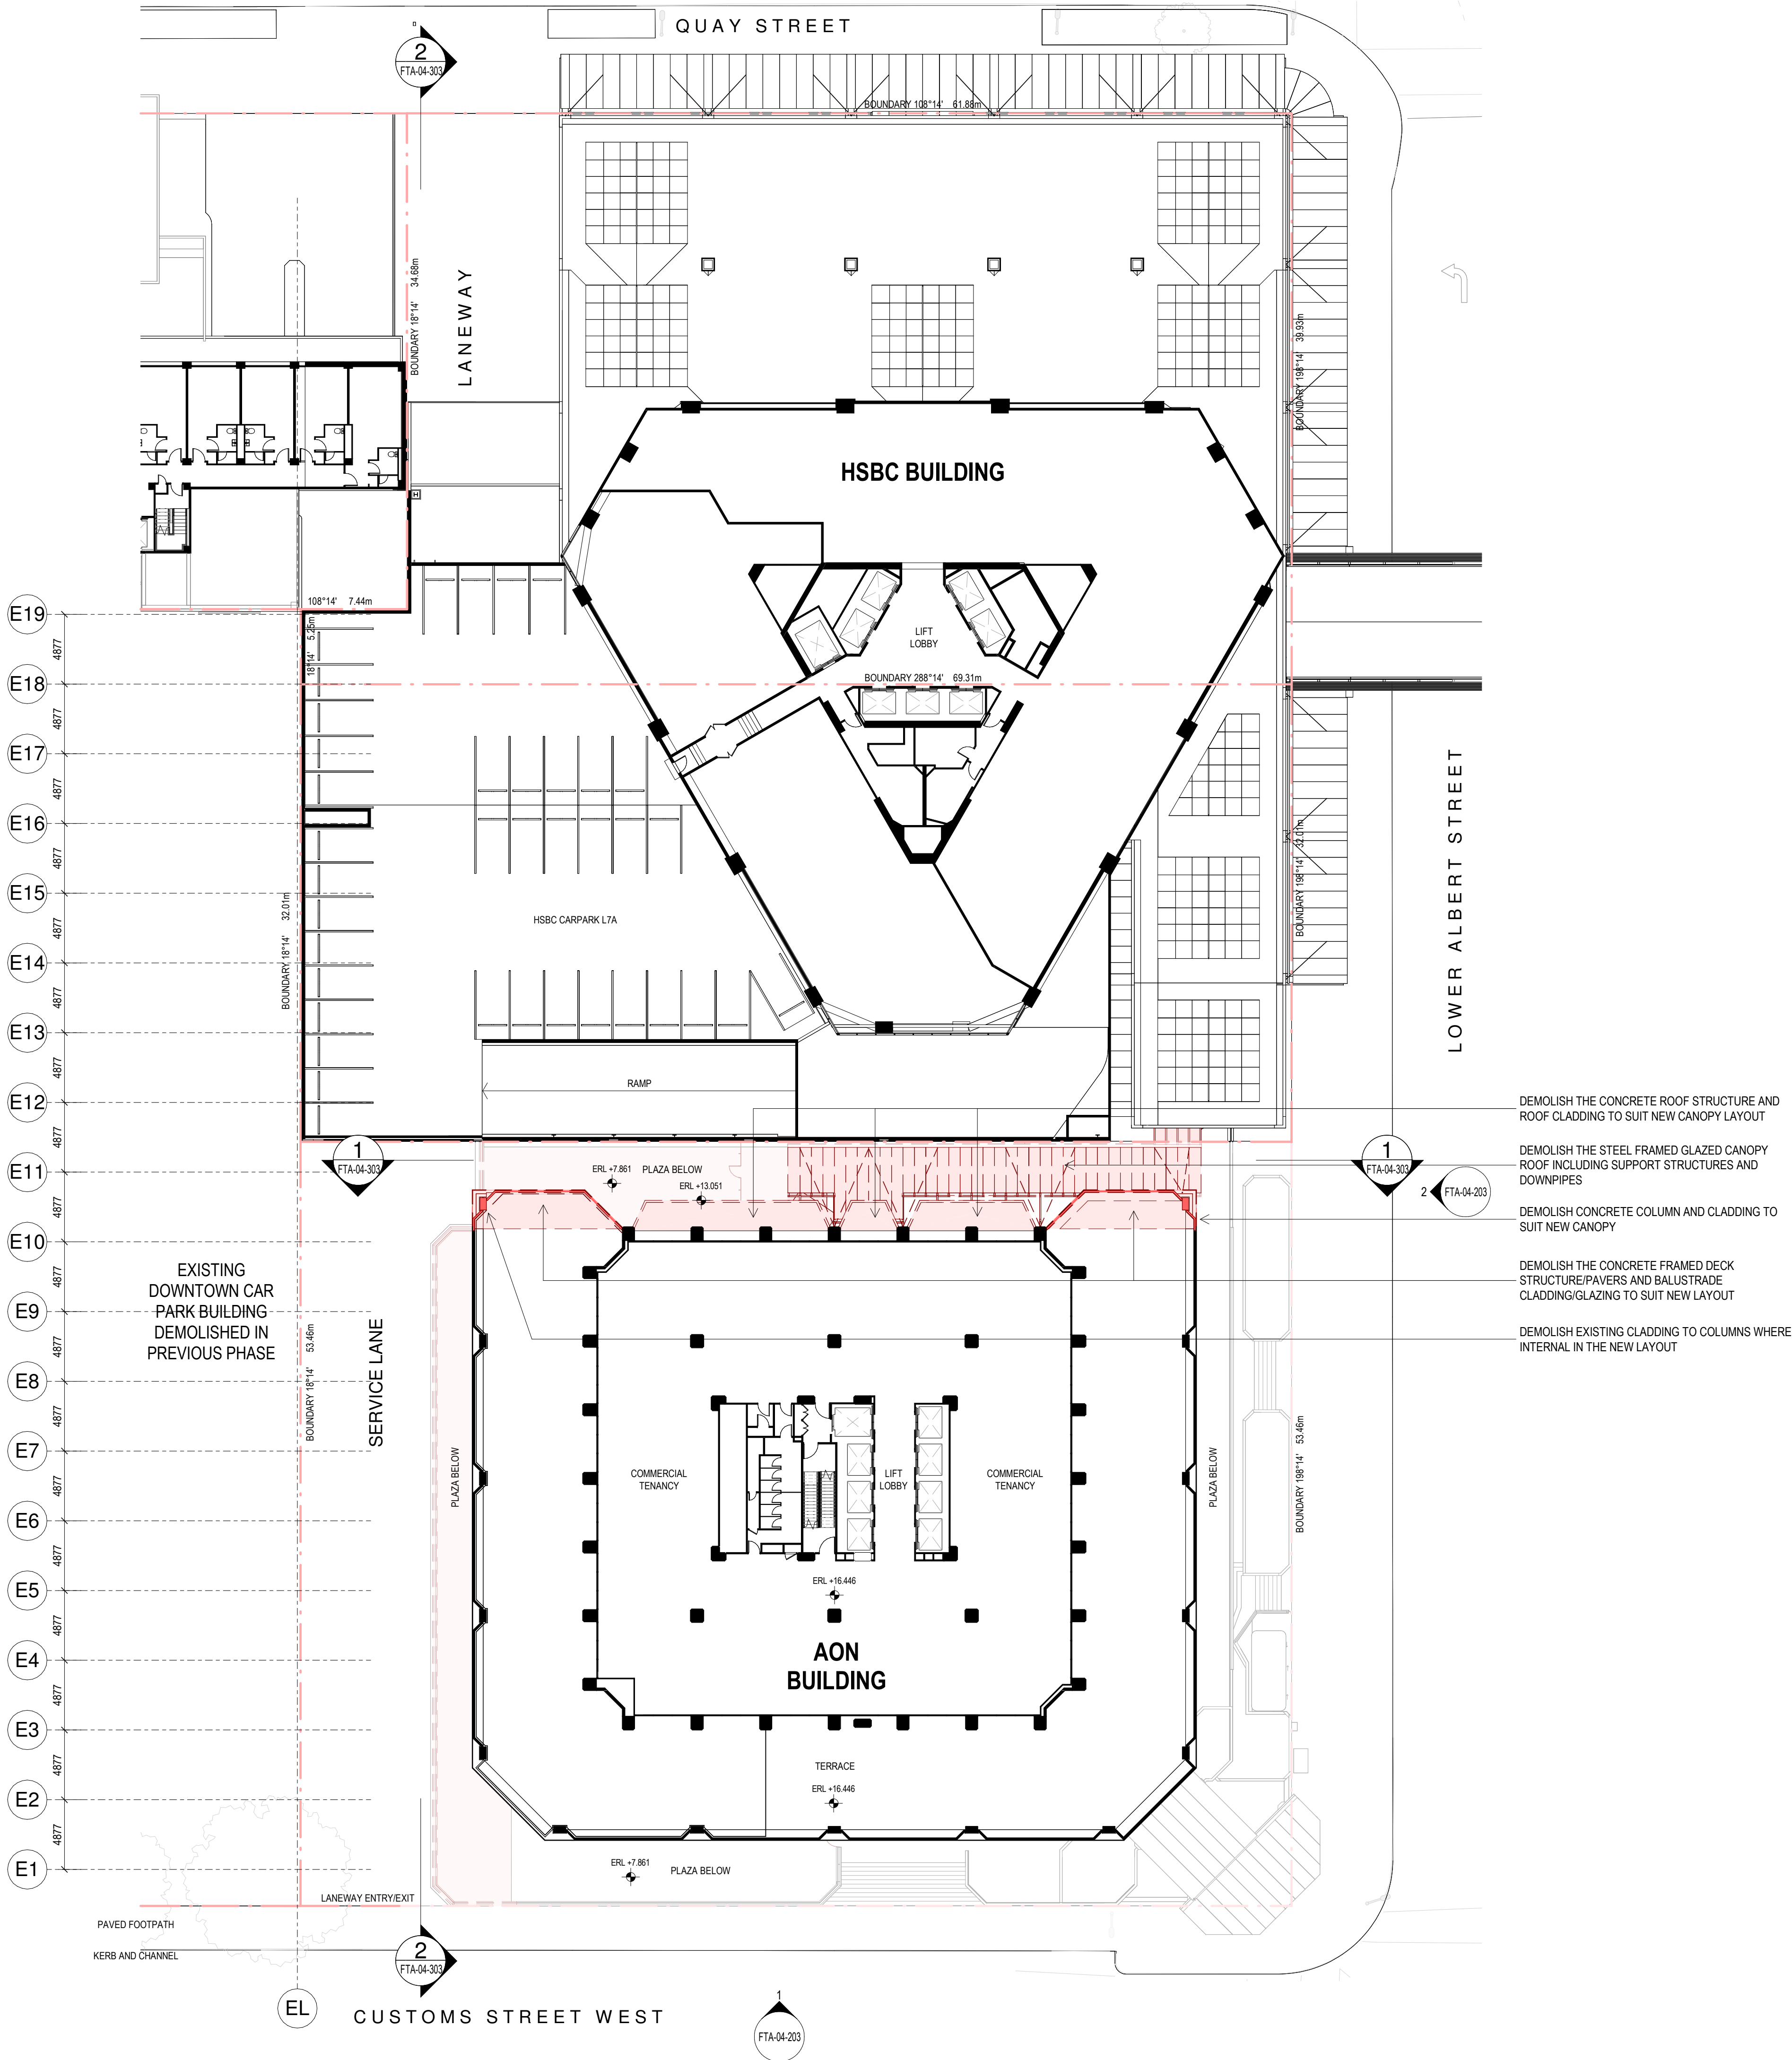 QUAY STREET
2
FTA-04-303
BOUNDARY 108°14' 61.88m
BOUNDARY 18°14' 34.68m
LANEWAY
BOUNDARY 198°14' 39.93m
HSBC BUILDING
LIFT
LOBBY
BOUNDARY 288°14' 69.31m
108°14' 7.44m
18°14' 5.25m
E19
4877
E18
4877
E17
4877
E16
4877
E15
4877
E14
4877
E13
4877
E12
4877
E11
4877
E10
4877
E9
4877
E8
4877
E7
4877
E6
4877
E5
4877
E4
4877
E3
4877
E2
4877
E1
BOUNDARY 18°14' 32.01m
HSBC CARPARK L7A
BOUNDARY 198°14' 32.01m
LOWER ALBERT STREET
RAMP
DEMOLISH THE CONCRETE ROOF STRUCTURE AND
ROOF CLADDING TO SUIT NEW CANOPY LAYOUT
DEMOLISH THE STEEL FRAMED GLAZED CANOPY
ROOF INCLUDING SUPPORT STRUCTURES AND
DOWNPIPES
DEMOLISH CONCRETE COLUMN AND CLADDING TO
SUIT NEW CANOPY
DEMOLISH THE CONCRETE FRAMED DECK
STRUCTURE/PAVERS AND BALUSTRADE
CLADDING/GLAZING TO SUIT NEW LAYOUT
DEMOLISH EXISTING CLADDING TO COLUMNS WHERE
INTERNAL IN THE NEW LAYOUT
1
FTA-04-303
1
FTA-04-303
2
FTA-04-203
ERL +7.861
PLAZA BELOW
ERL +13.051
EXISTING
DOWNTOWN CAR
PARK BUILDING
DEMOLISHED IN
PREVIOUS PHASE
BOUNDARY 18°14' 53.46m
SERVICE LANE
PLAZA BELOW
COMMERCIAL
TENANCY
LIFT
LOBBY
COMMERCIAL
TENANCY
PLAZA BELOW
BOUNDARY 198°14' 53.46m
ERL +16.446
AON
BUILDING
TERRACE
ERL +16.446
ERL +7.861
PLAZA BELOW
LANEWAY ENTRY/EXIT
PAVED FOOTPATH
KERB AND CHANNEL
2
FTA-04-303
EL
CUSTOMS STREET WEST
1
FTA-04-203